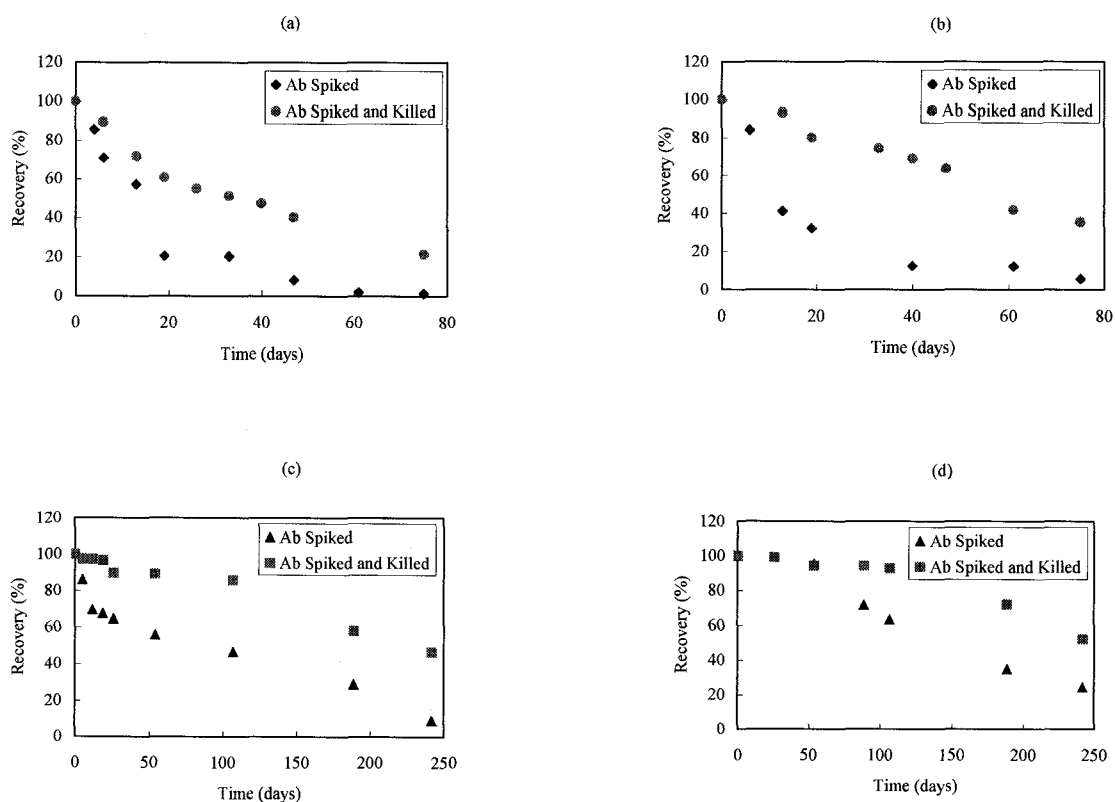 (a)
120
100
80
60
40
20
0
Recovery (%)
Ab Spiked
Ab Spiked and Killed
0 20 40 60 80
Time (days)
(b)
120
100
80
60
40
20
0
Recovery (%)
Ab Spiked
Ab Spiked and Killed
0 20 40 60 80
Time (days)
(c)
120
100
80
60
40
20
0
Recovery (%)
Ab Spiked
Ab Spiked and Killed
0 50 100 150 200 250
Time (days)
(d)
120
100
80
60
40
20
0
Recovery (%)
Ab Spiked
Ab Spiked and Killed
0 50 100 150 200 250
Time (days)